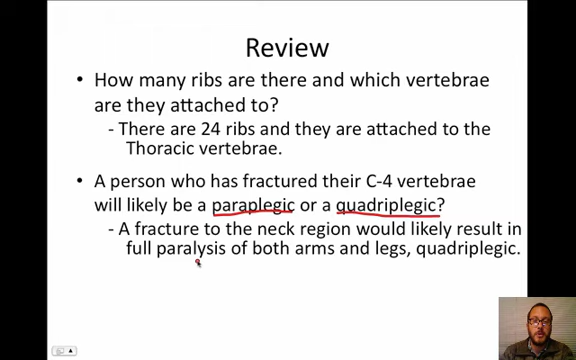 Review
• How many ribs are there and which vertebrae
are they attached to?
- There are 24 ribs and they are attached to the
Thoracic vertebrae.
• A person who has fractured their C-4 vertebrae
will likely be a paraplegic or a quadriplegic?
- A fracture to the neck region would likely result in
full paralysis of both arms and legs, quadriplegic.